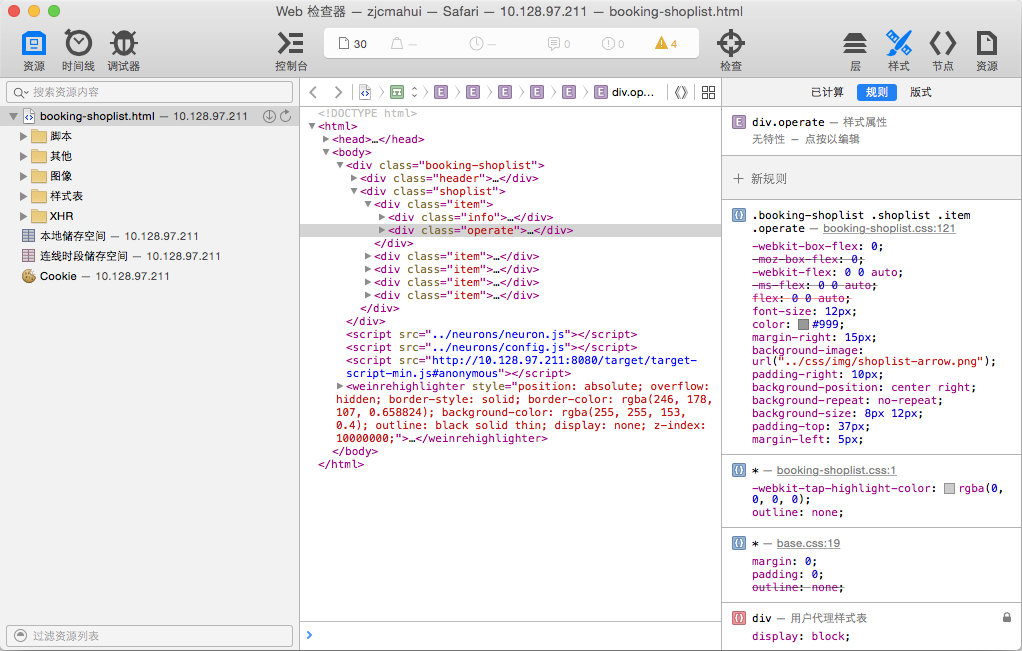 Web 检查器 — zjcmahui — Safari — 10.128.97.211 — booking-shoplist.html
30 — — 0 0 4
资源 时间线 调试器 控制台 检查 层 样式 节点 资源
搜索资源内容
booking-shoplist.html — 10.128.97.211
脚本
其他
图像
样式表
XHR
本地储存空间 — 10.128.97.211
连线时段储存空间 — 10.128.97.211
Cookie — 10.128.97.211
过滤资源列表
E E E E E E div.op...
<!DOCTYPE html>
<html>
<head>…</head>
<body>
<div class="booking-shoplist">
<div class="header">…</div>
<div class="shoplist">
<div class="item">
<div class="info">…</div>
<div class="operate">…</div>
</div>
<div class="item">…</div>
<div class="item">…</div>
<div class="item">…</div>
<div class="item">…</div>
</div>
</div>
<script src="../neurons/neuron.js"></script>
<script src="../neurons/config.js"></script>
<script src="http://10.128.97.211:8080/target/target-
script-min.js#anonymous"></script>
<weinrehighlighter style="position: absolute; overflow:
hidden; border-style: solid; border-color: rgba(246, 178,
107, 0.658824); background-color: rgba(255, 255, 153,
0.4); outline: black solid thin; display: none; z-index:
10000000;">…</weinrehighlighter>
</body>
</html>
已计算 规则 版式
E div.operate — 样式属性
无特性 — 点按以编辑
+ 新规则
.booking-shoplist .shoplist .item
.operate — booking-shoplist.css:121
-webkit-box-flex: 0;
-moz-box-flex: 0;
-webkit-flex: 0 0 auto;
-ms-flex: 0 0 auto;
flex: 0 0 auto;
font-size: 12px;
color: #999;
margin-right: 15px;
background-image:
url("../css/img/shoplist-arrow.png");
padding-right: 10px;
background-position: center right;
background-repeat: no-repeat;
background-size: 8px 12px;
padding-top: 37px;
margin-left: 5px;
* — booking-shoplist.css:1
-webkit-tap-highlight-color: rgba(0,
0, 0, 0);
outline: none;
* — base.css:19
margin: 0;
padding: 0;
outline: none;
div — 用户代理样式表
display: block;